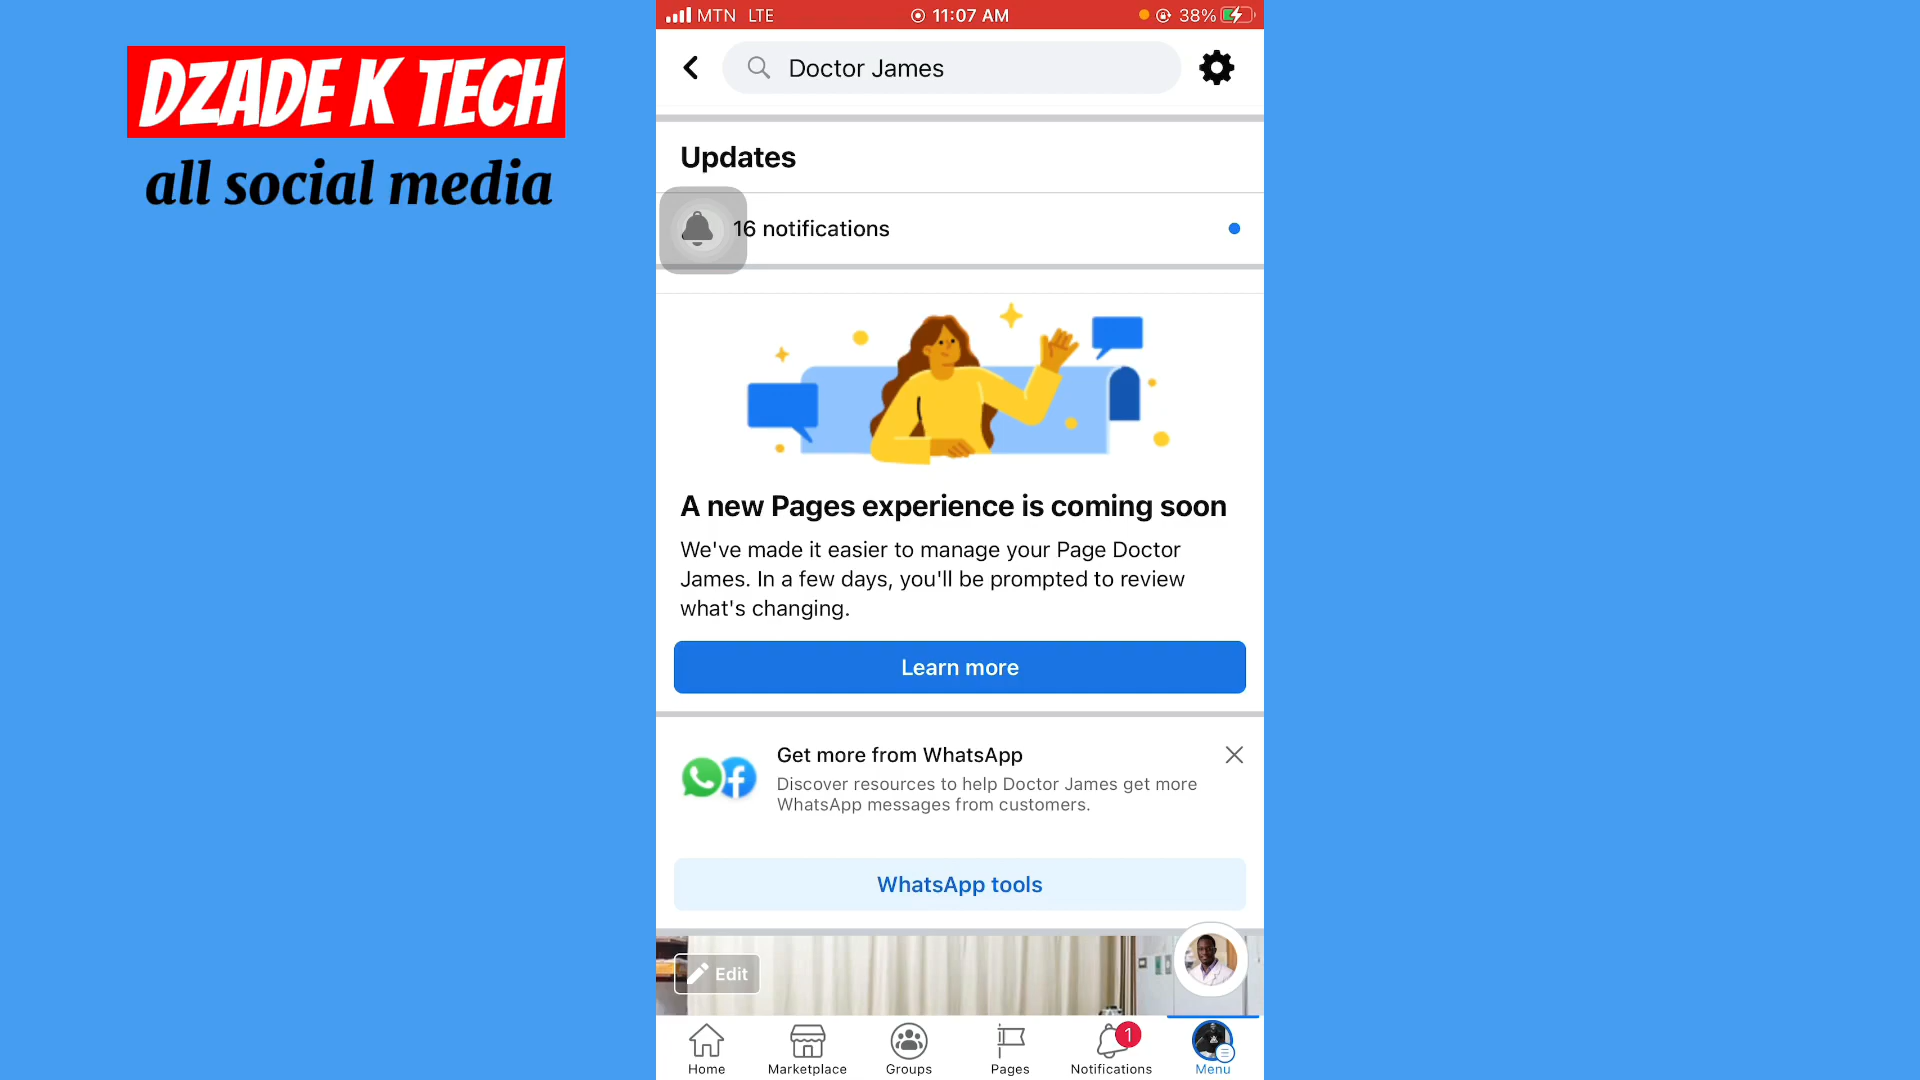 DZADE K TECH
all social media
MTN LTE
11:07 AM
38%
Doctor James
Updates
16 notifications
A new Pages experience is coming soon
We've made it easier to manage your Page Doctor
James. In a few days, you'll be prompted to review
what's changing.
Learn more
Get more from WhatsApp
Discover resources to help Doctor James get more
WhatsApp messages from customers.
WhatsApp tools
Edit
1
Home
Marketplace
Groups
Pages
Notifications
Menu